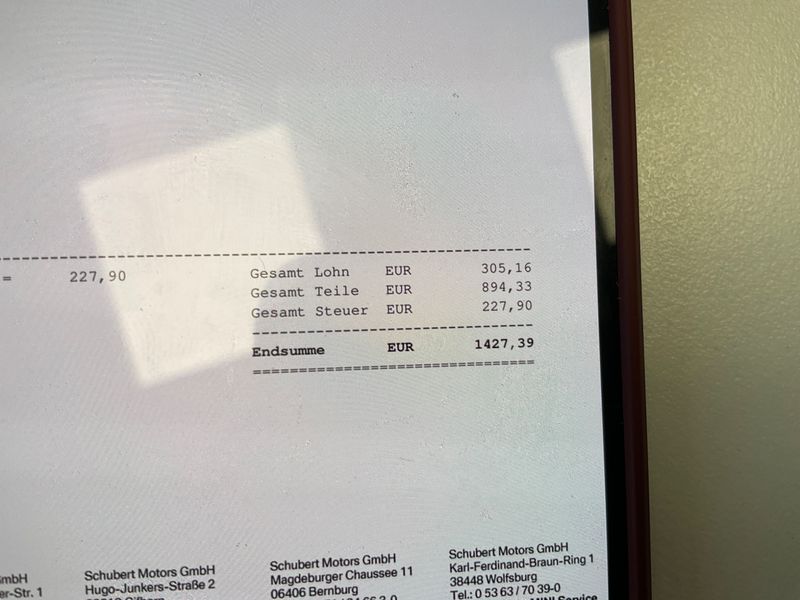 = 227,90
Gesamt Lohn EUR 305,16
Gesamt Teile EUR 894,33
Gesamt Steuer EUR 227,90
Endsumme EUR 1427,39
Schubert Motors GmbH
Hugo-Junkers-Straße 2
Schubert Motors GmbH
Magdeburger Chaussee 11
06406 Bernburg
Schubert Motors GmbH
Karl-Ferdinand-Braun-Ring 1
38448 Wolfsburg
Tel.: 0 53 63 / 70 39-0